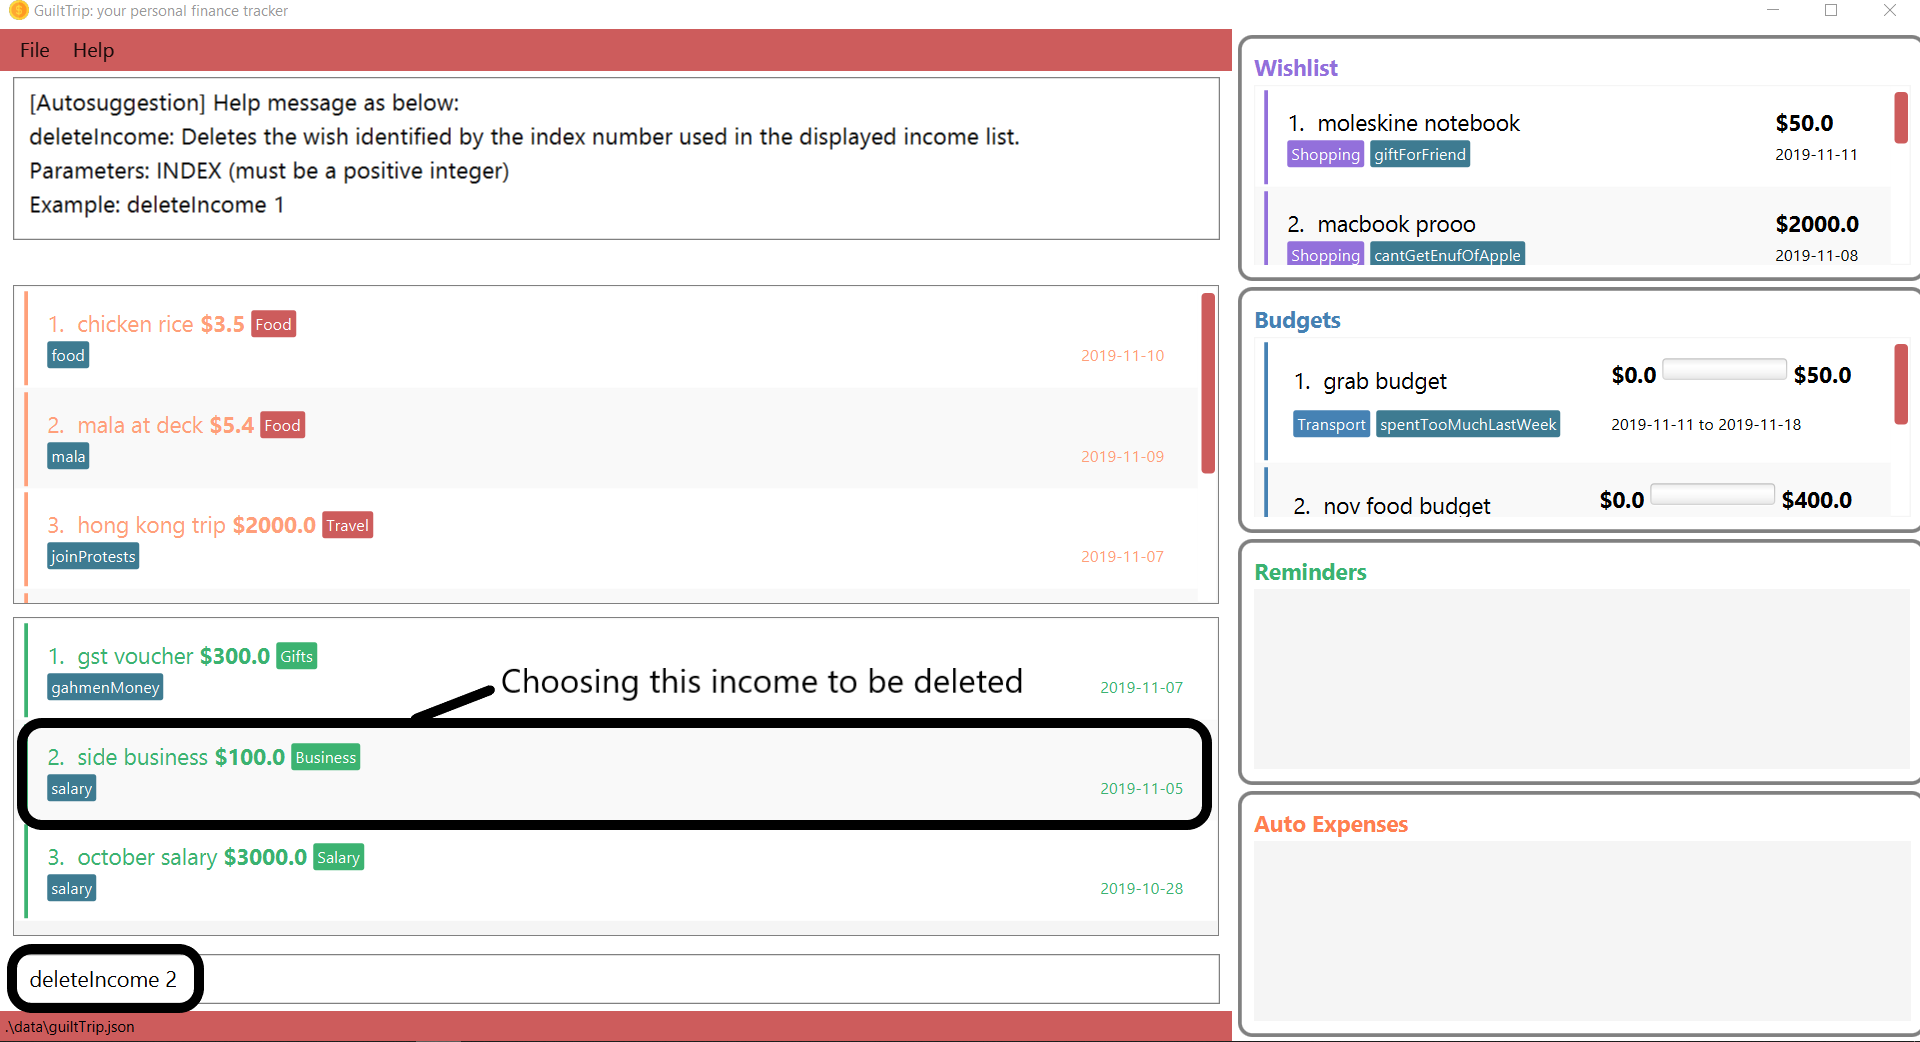 GuiltTrip: your personal finance tracker
File Help
[Autosuggestion] Help message as below:
deleteIncome: Deletes the wish identified by the index number used in the displayed income list.
Parameters: INDEX (must be a positive integer)
Example: deleteIncome 1
1. chicken rice $3.5 Food
food 2019-11-10
2. mala at deck $5.4 Food
mala 2019-11-09
3. hong kong trip $2000.0 Travel
joinProtests 2019-11-07
1. gst voucher $300.0 Gifts
gahmenMoney 2019-11-07
Choosing this income to be deleted
2. side business $100.0 Business
salary 2019-11-05
3. october salary $3000.0 Salary
salary 2019-10-28
deleteIncome 2
.\data\guiltTrip.json
Wishlist
1. moleskine notebook $50.0
Shopping giftForFriend 2019-11-11
2. macbook prooo $2000.0
Shopping cantGetEnufOfApple 2019-11-08
Budgets
1. grab budget $0.0 $50.0
Transport spentTooMuchLastWeek 2019-11-11 to 2019-11-18
2. nov food budget $0.0 $400.0
Reminders
Auto Expenses